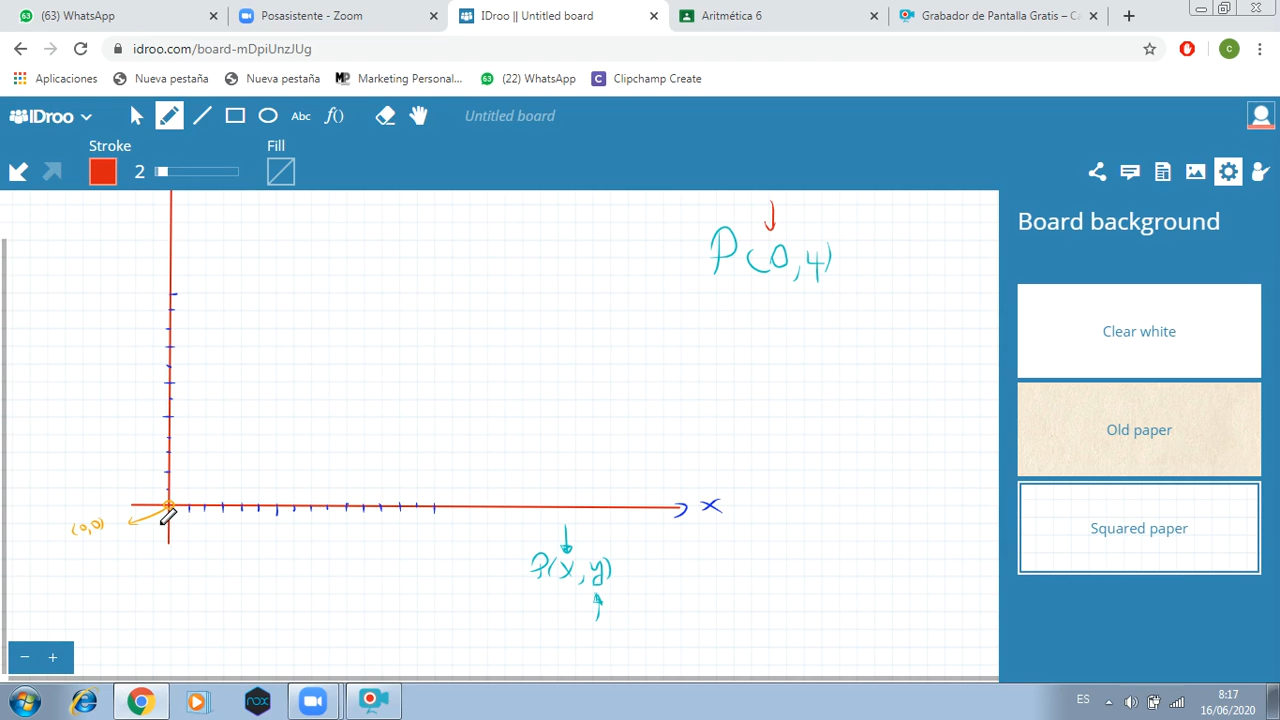 (63) WhatsApp
Posasistente - Zoom
IDroo || Untitled board
Aritmética 6
Grabador de Pantalla Gratis – Ca
idroo.com/board-mDpiUnzJUg
C
Aplicaciones
Nueva pestaña
Nueva pestaña
Marketing Personal...
(22) WhatsApp
Clipchamp Create
IDroo
Abc
f()
Untitled board
Stroke
2
Fill
Board background
Clear white
Old paper
Squared paper
P(0,4)
x
(0,0)
P(x,y)
ES
8:17
16/06/2020